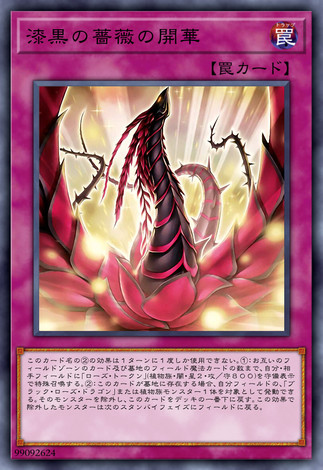 漆黒の薔薇の開華
トラップ
罠
【罠カード】
このカード名の②の効果は1ターンに1度しか使用できない。①:お互いのフィ
ールドゾーンのカード及び墓地のフィールド魔法カードの数まで、自分・相
手フィールドに「ローズ・トークン」(植物族・闇・星2・攻/守800)を守備表示
で特殊召喚する。②:このカードが墓地に存在する場合、自分フィールドの、「ブ
ラック・ローズ・ドラゴン」または植物族モンスター1体を対象として発動でき
る。そのモンスターを除外し、このカードをデッキの一番下に戻す。この効果で
除外したモンスターは次のスタンバイフェイズにフィールドに戻る。
99092624